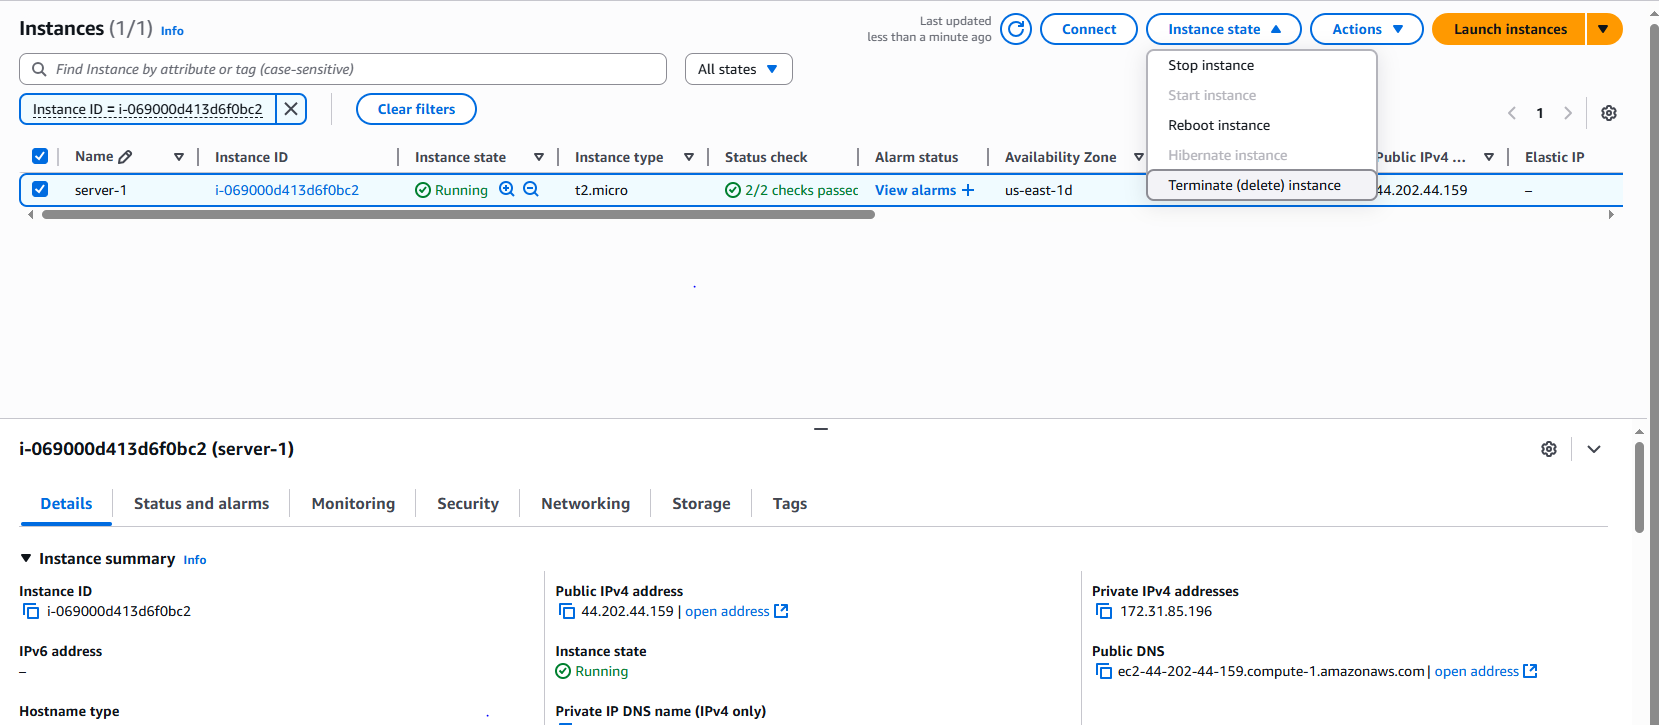 Instances (1/1) Info
Last updated
less than a minute ago
Connect
Instance state
Actions
Launch instances
Find Instance by attribute or tag (case-sensitive)
All states
Stop instance
Start instance
Reboot instance
Hibernate instance
Terminate (delete) instance
Instance ID = i-069000d413d6f0bc2
Clear filters
1
Name Instance ID Instance state Instance type Status check Alarm status Availability Zone Public IPv4 ... Elastic IP
server-1 i-069000d413d6f0bc2 Running t2.micro 2/2 checks passec View alarms + us-east-1d 44.202.44.159 –
i-069000d413d6f0bc2 (server-1)
Details Status and alarms Monitoring Security Networking Storage Tags
Instance summary Info
Instance ID
i-069000d413d6f0bc2
Public IPv4 address
44.202.44.159 | open address
Private IPv4 addresses
172.31.85.196
IPv6 address
–
Instance state
Running
Public DNS
ec2-44-202-44-159.compute-1.amazonaws.com | open address
Hostname type
Private IP DNS name (IPv4 only)